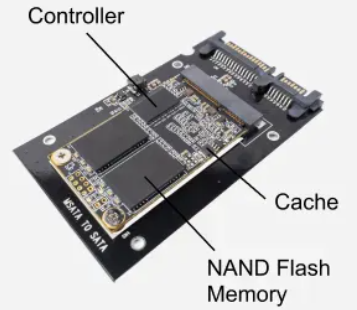 Controller
Cache
MSATA TO SATA
NAND Flash
Memory